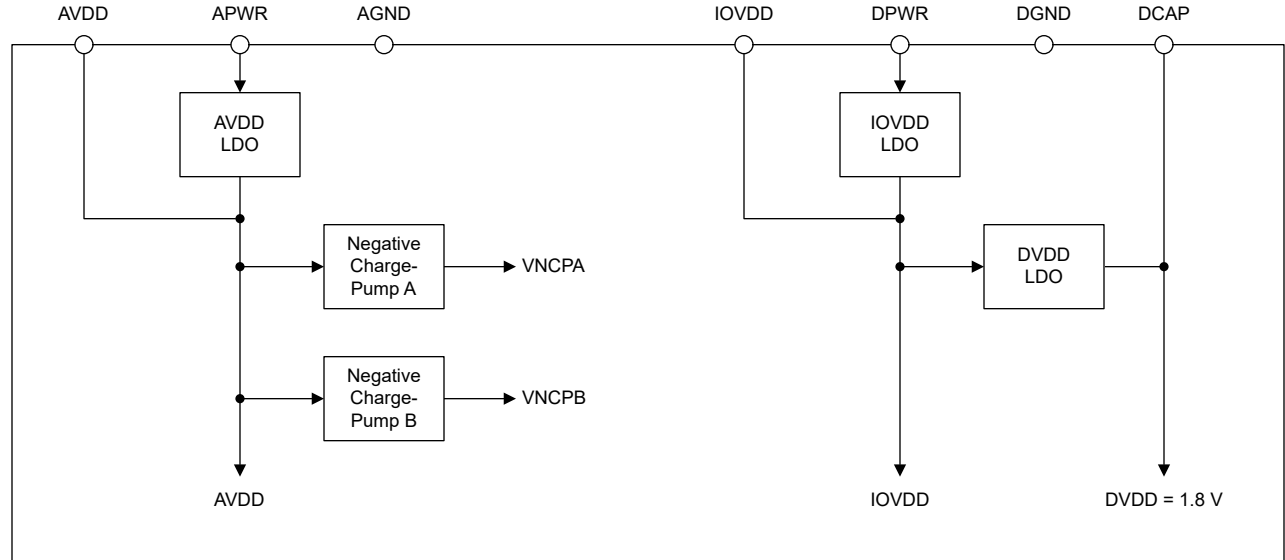 AVDD
APWR
AGND
IOVDD
DPWR
DGND
DCAP
AVDD
LDO
IOVDD
LDO
Negative
Charge-
Pump A
VNCPA
DVDD
LDO
Negative
Charge-
Pump B
VNCPB
AVDD
IOVDD
DVDD = 1.8 V